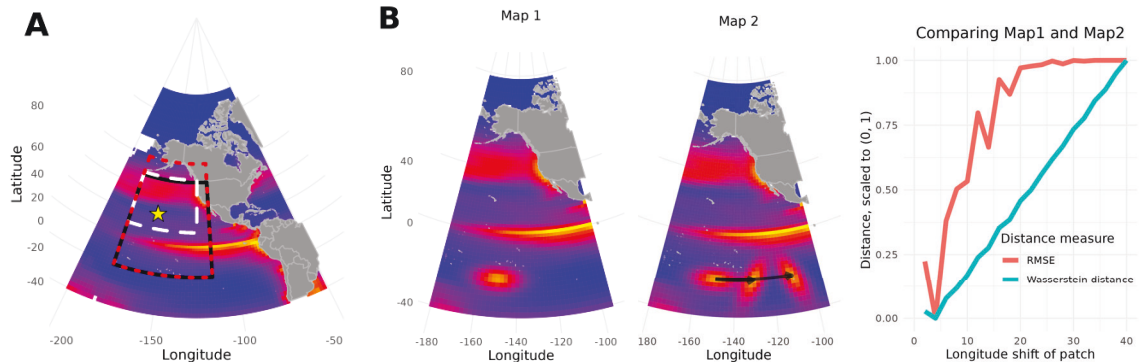 A
Latitude
80
60
40
20
0
-20
-40
-200
-150
-100
-50
Longitude
B
Map 1
Latitude
80
40
0
-40
-180
-160
-140
-120
-100
Longitude
Map 2
80
40
0
-40
-180
-160
-140
-120
-100
Longitude
Comparing Map1 and Map2
Distance, scaled to (0, 1)
1.00
0.75
0.50
0.25
0.00
Distance measure
RMSE
Wasserstein distance
0
10
20
30
40
Longitude shift of patch